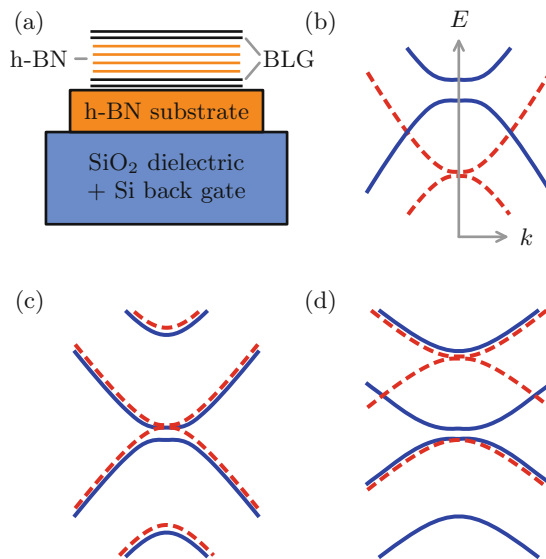 (a)
h-BN
BLG
h-BN substrate
SiO₂ dielectric
+ Si back gate
(b)
E
k
(c)
(d)